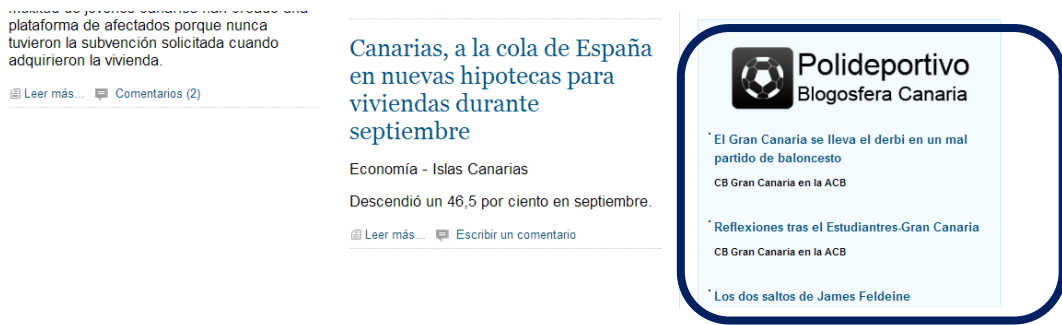 plataforma de afectados porque nunca
tuvieron la subvención solicitada cuando
adquirieron la vivienda.
Leer más... Comentarios (2)
Canarias, a la cola de España
en nuevas hipotecas para
viviendas durante
septiembre
Economía - Islas Canarias
Descendió un 46,5 por ciento en septiembre.
Leer más... Escribir un comentario
Polideportivo
Blogosfera Canaria
El Gran Canaria se lleva el derbi en un mal
partido de baloncesto
CB Gran Canaria en la ACB
Reflexiones tras el Estudiantres-Gran Canaria
CB Gran Canaria en la ACB
Los dos saltos de James Feldeine